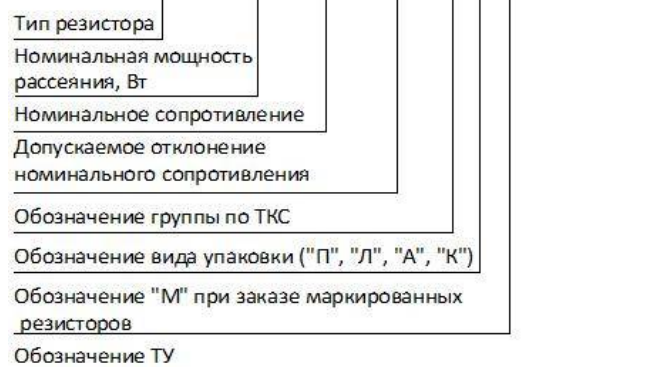 Тип резистора
Номинальная мощность
рассеяния, Вт
Номинальное сопротивление
Допускаемое отклонение
номинального сопротивления
Обозначение группы по ТКС
Обозначение вида упаковки ("П", "Л", "А", "К")
Обозначение "М" при заказе маркированных
резисторов
Обозначение ТУ